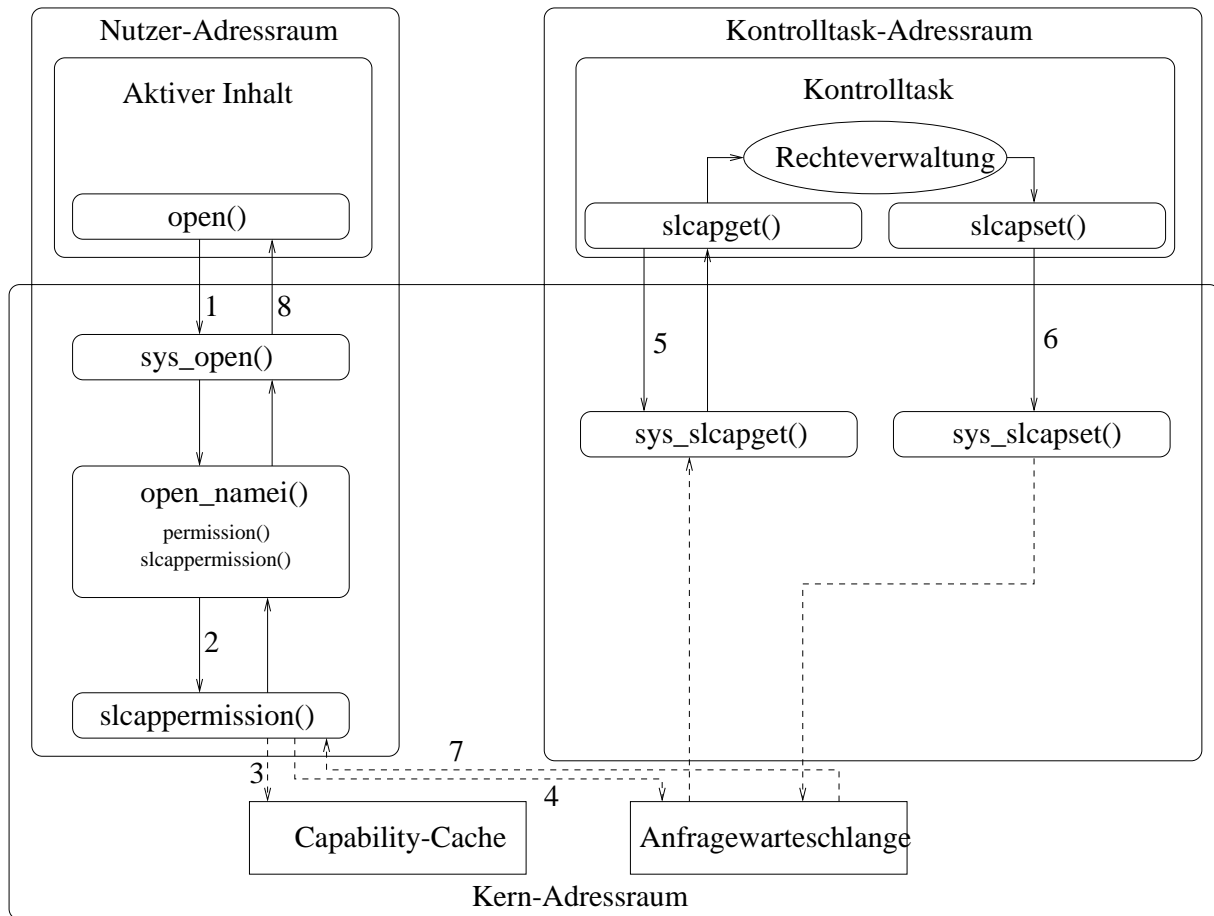 Nutzer-Adressraum
Kontrolltask-Adressraum
Aktiver Inhalt
Kontrolltask
Rechteverwaltung
open()
slcapget()
slcapset()
1
8
5
6
sys_open()
sys_slcapget()
sys_slcapset()
open_namei()
permission()
slcappermission()
2
slcappermission()
3
4
7
Capability-Cache
Anfragewarteschlange
Kern-Adressraum